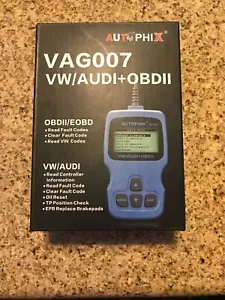 AUTOPHIX
VAG007
VW/AUDI+OBDII
OBDII/EOBD
● Read Fault Codes
● Clear Fault Code
● Read VIN Codes
VW/AUDI
● Read Controller
Information
● Read Fault Code
● Clear Fault Code
● Oil Reset
● TP Position Check
● EPB Replace Brakepads
AUTOPHIX